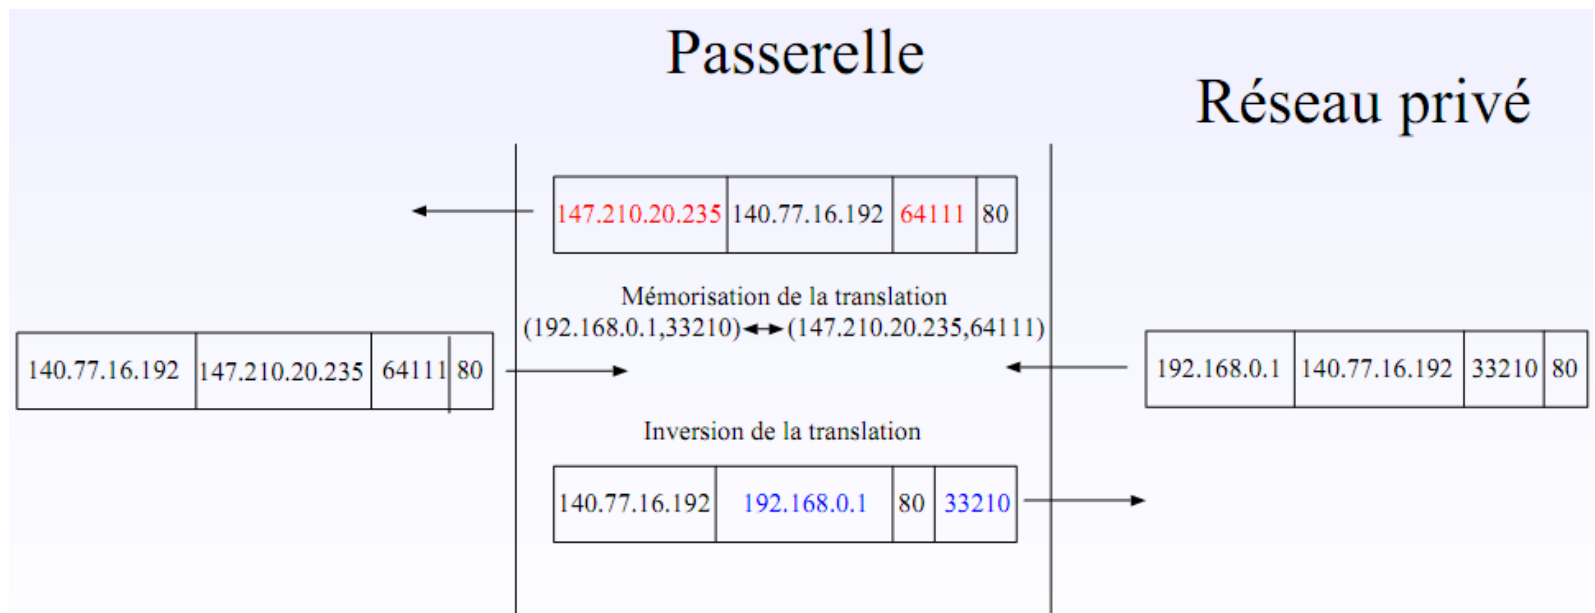 Passerelle
Réseau privé
147.210.20.235 140.77.16.192 64111 80
Mémorisation de la translation
(192.168.0.1,33210)↔(147.210.20.235,64111)
140.77.16.192 147.210.20.235 64111 80
192.168.0.1 140.77.16.192 33210 80
Inversion de la translation
140.77.16.192 192.168.0.1 80 33210